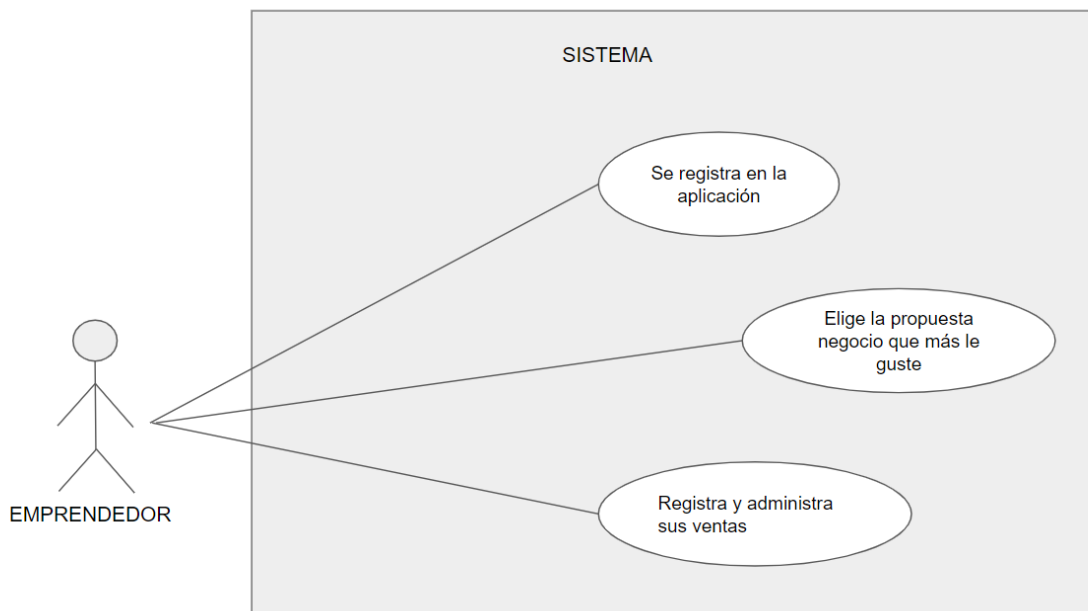 SISTEMA
Se registra en la
aplicación
Elige la propuesta
negocio que más le
guste
Registra y administra
sus ventas
EMPRENDEDOR